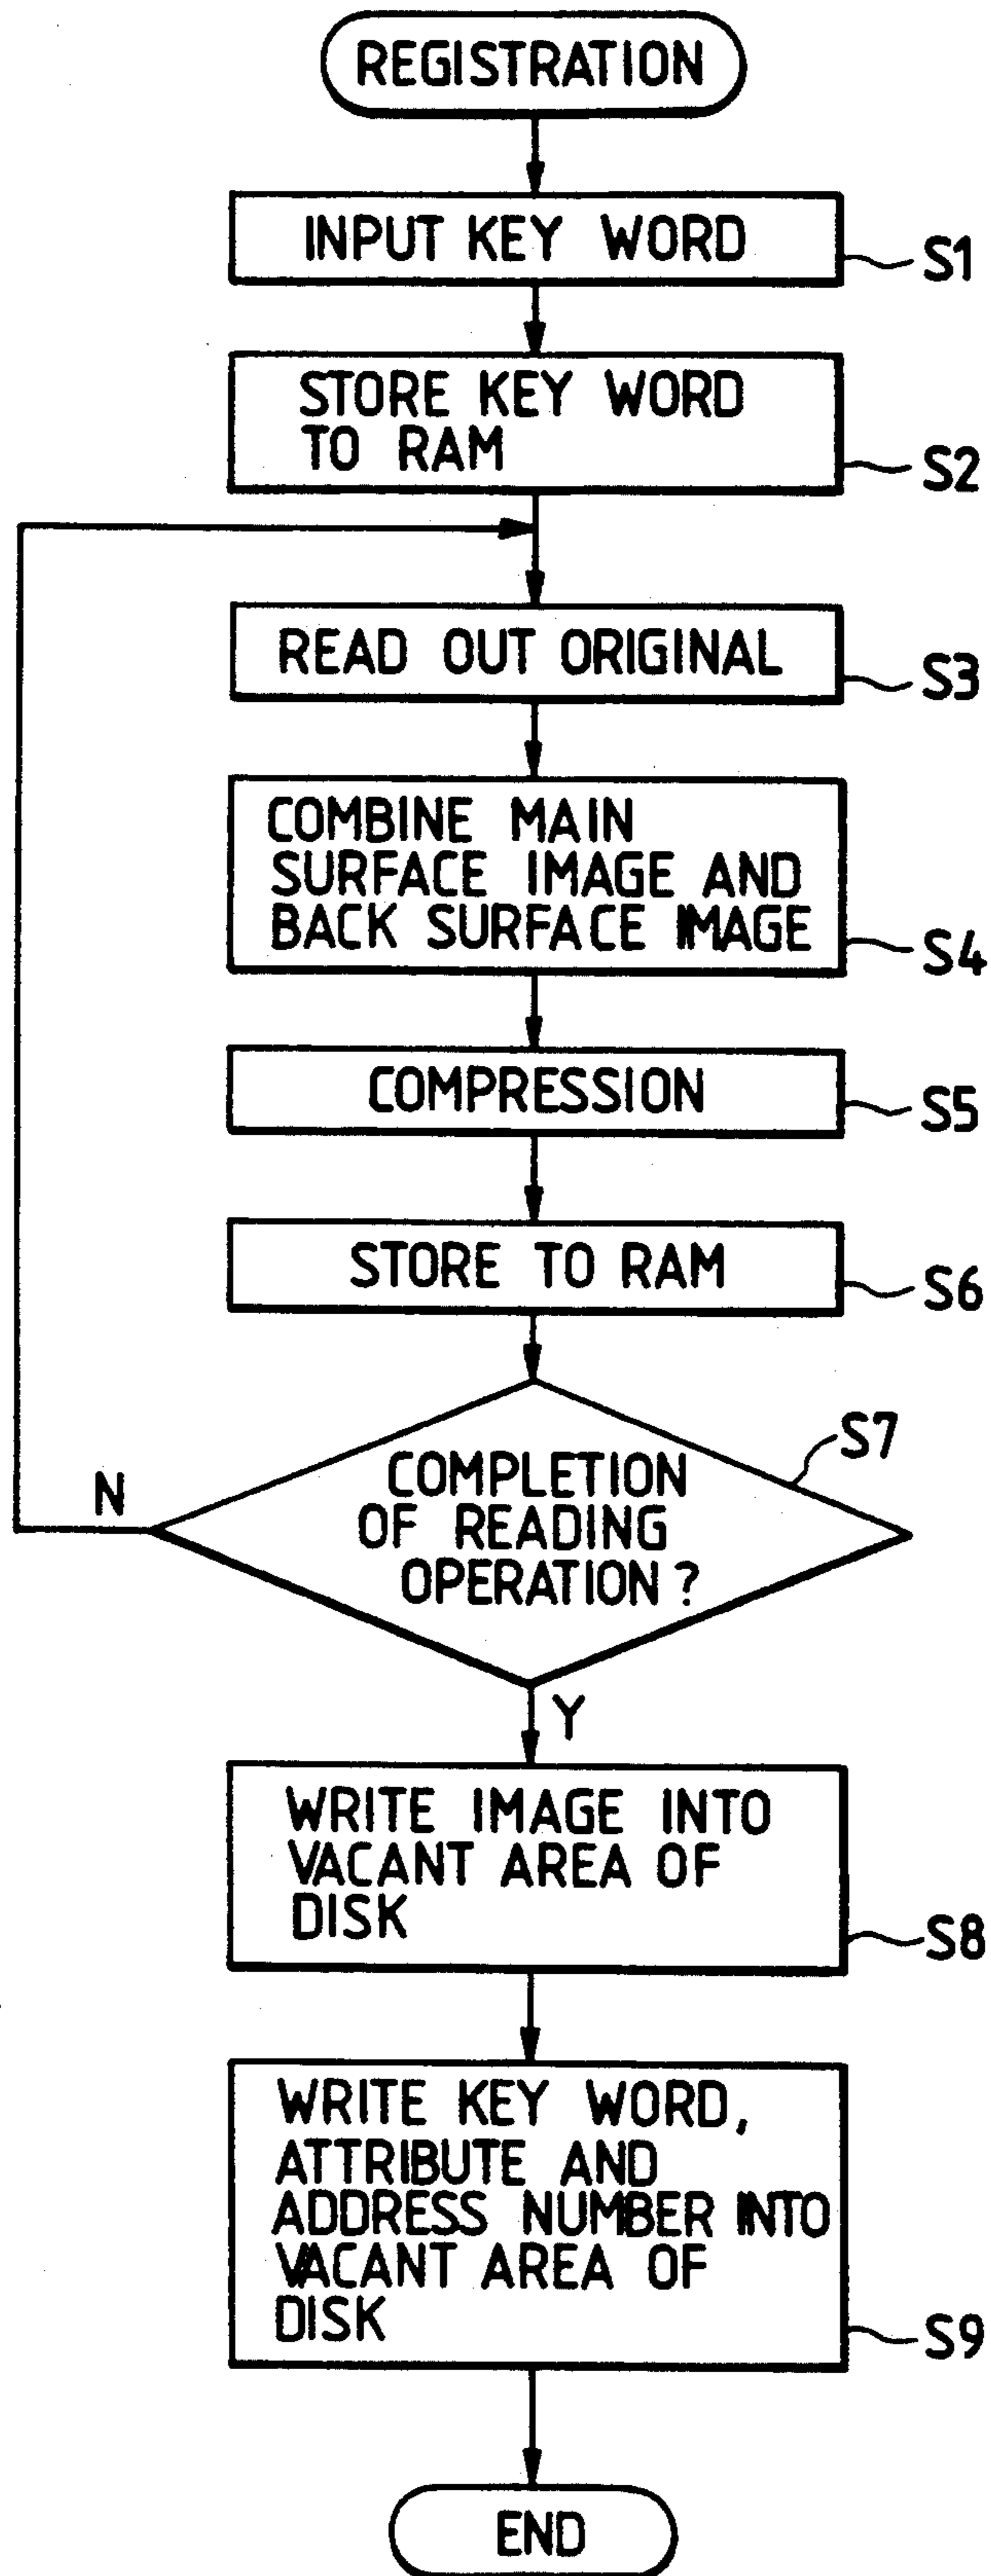 REGISTRATION
INPUT KEY WORD
S1
STORE KEY WORD
TO RAM
S2
READ OUT ORIGINAL
S3
COMBINE MAIN
SURFACE IMAGE AND
BACK SURFACE IMAGE
S4
COMPRESSION
S5
STORE TO RAM
S6
S7
COMPLETION
OF READING
OPERATION?
N
Y
WRITE IMAGE INTO
VACANT AREA OF
DISK
S8
WRITE KEY WORD,
ATTRIBUTE AND
ADDRESS NUMBER INTO
VACANT AREA OF
DISK
S9
END